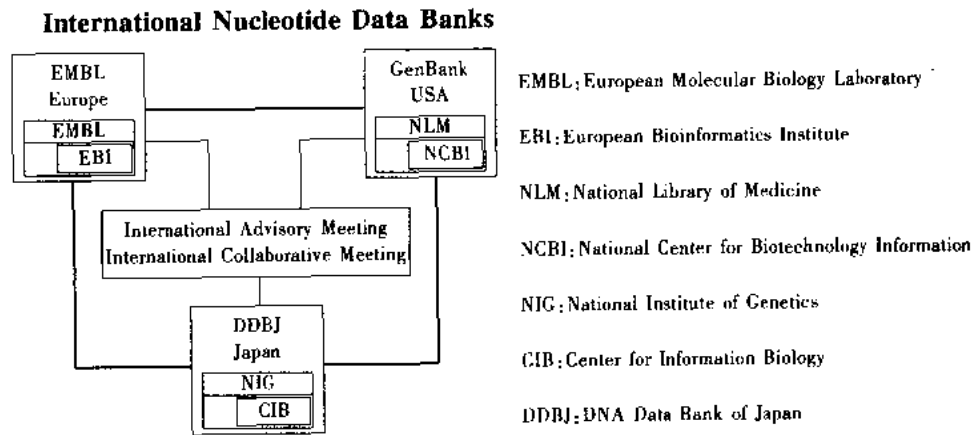 International Nucleotide Data Banks
EMBL
Europe
EMBL
EBI
GenBank
USA
NLM
NCBI
International Advisory Meeting
International Collaborative Meeting
DDBJ
Japan
NIG
CIB
EMBL:European Molecular Biology Laboratory
EBI:European Bioinformatics Institute
NLM:National Library of Medicine
NCBI:National Center for Biotechnology Information
NIG:National Institute of Genetics
CIB:Center for Information Biology
DDBJ:DNA Data Bank of Japan